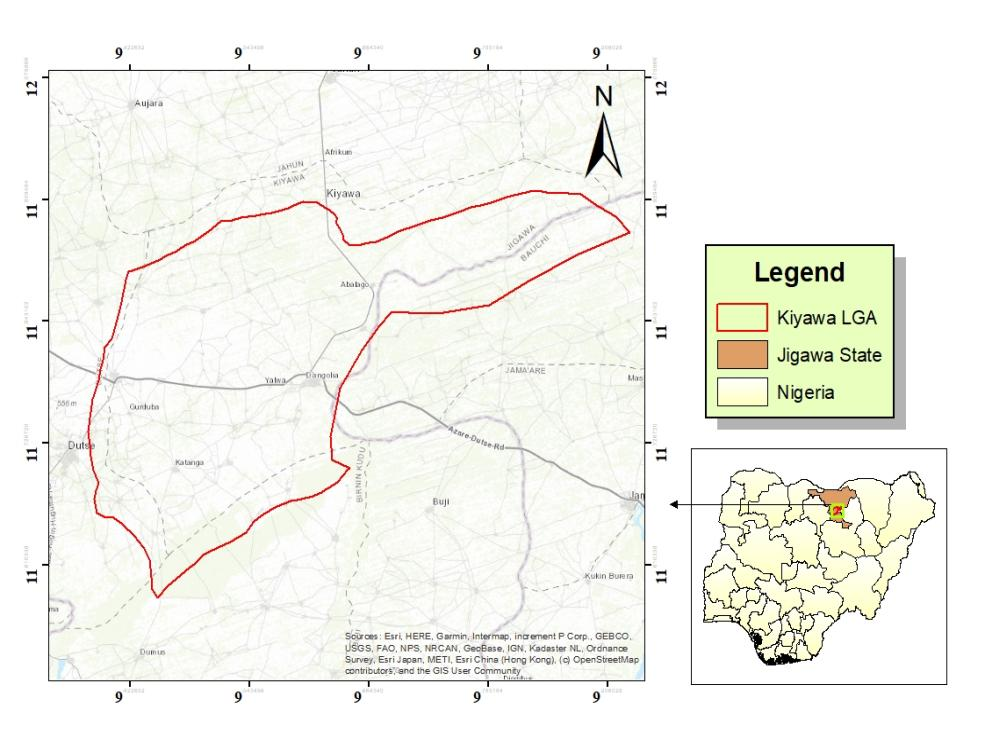 9 9 9 9 9
12 12
N
Aujara
Afrikum
JAHUN
KIYAWA
Kiyawa
11 11
JIGAWA
BAUCHI
Abalago
Legend
Kiyawa LGA
Jigawa State
Nigeria
11 11
Yalwa
Dangolia
JAMA'ARE
Mas
556 m
Gurduba
Dutse
11 11
Azare-Dutse-Rd
Katanga
BIRNIN KUDU
Buji
Jan
11 11
Kukin Burera
ma
Sources: Esri, HERE, Garmin, Intermap, increment P Corp., GEBCO,
USGS, FAO, NPS, NRCAN, GeoBase, IGN, Kadaster NL, Ordnance
Survey, Esri Japan, METI, Esri China (Hong Kong), (c) OpenStreetMap
contributors, and the GIS User Community
Dumus
9 9 9 9 9